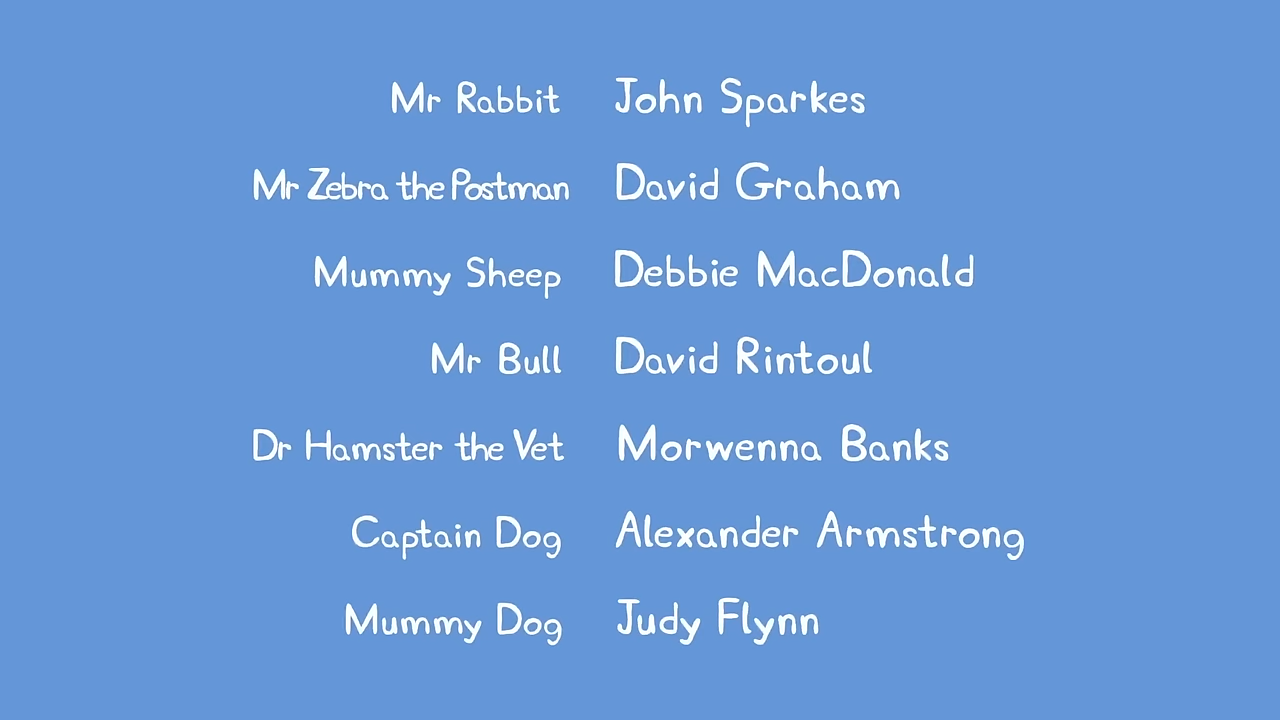 Mr Rabbit John Sparkes
Mr Zebra the Postman David Graham
Mummy Sheep Debbie MacDonald
Mr Bull David Rintoul
Dr Hamster the Vet Morwenna Banks
Captain Dog Alexander Armstrong
Mummy Dog Judy Flynn